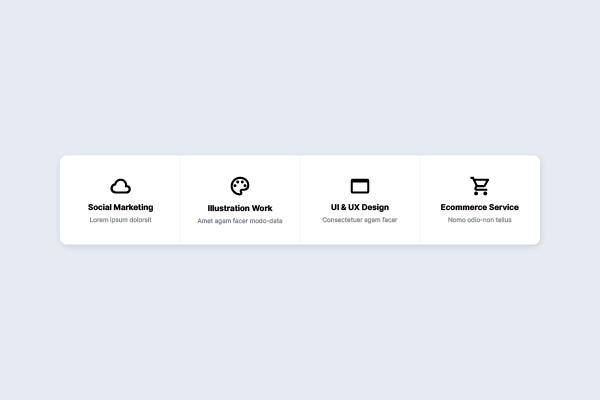 Social Marketing
Lorem ipsum dolorsit
Illustration Work
Amet agam facer modo-data
UI & UX Design
Consectetuer agam facer
Ecommerce Service
Nomo odio-non tellus